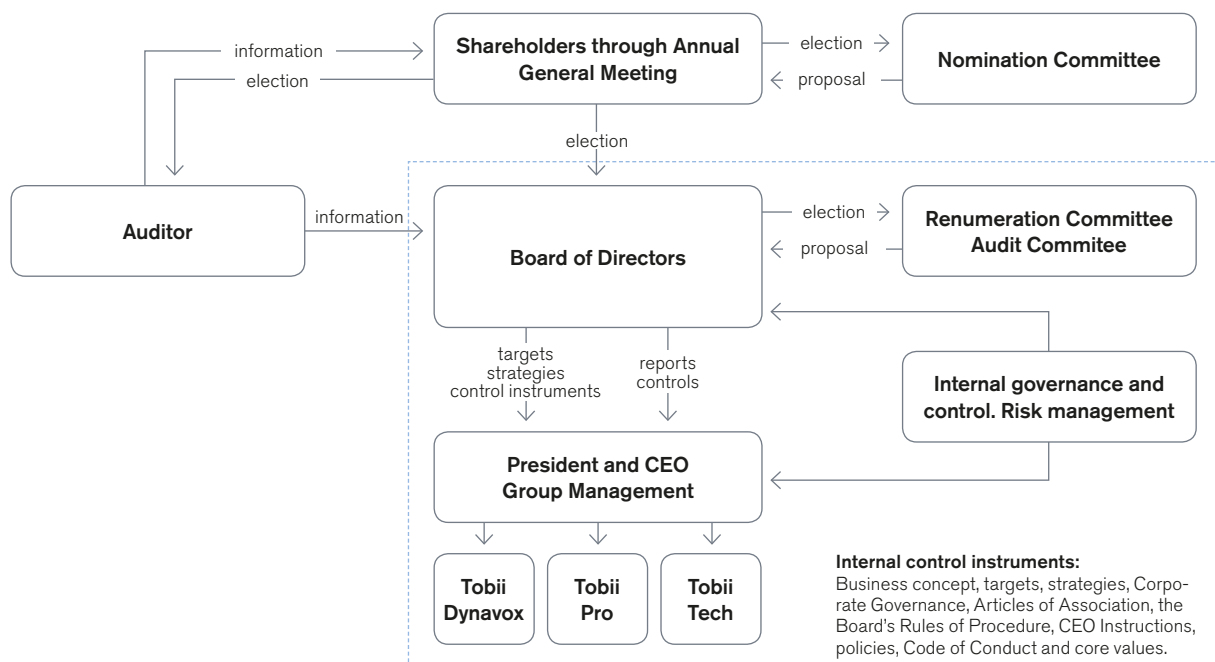 Shareholders through Annual
General Meeting
information
election
election
proposal
Nomination Committee
election
Auditor
information
Board of Directors
election
proposal
Renumeration Committee
Audit Commitee
targets
strategies
control instruments
reports
controls
Internal governance and
control. Risk management
President and CEO
Group Management
Tobii
Dynavox
Tobii
Pro
Tobii
Tech
Internal control instruments:
Business concept, targets, strategies, Corpo-
rate Governance, Articles of Association, the
Board's Rules of Procedure, CEO Instructions,
policies, Code of Conduct and core values.